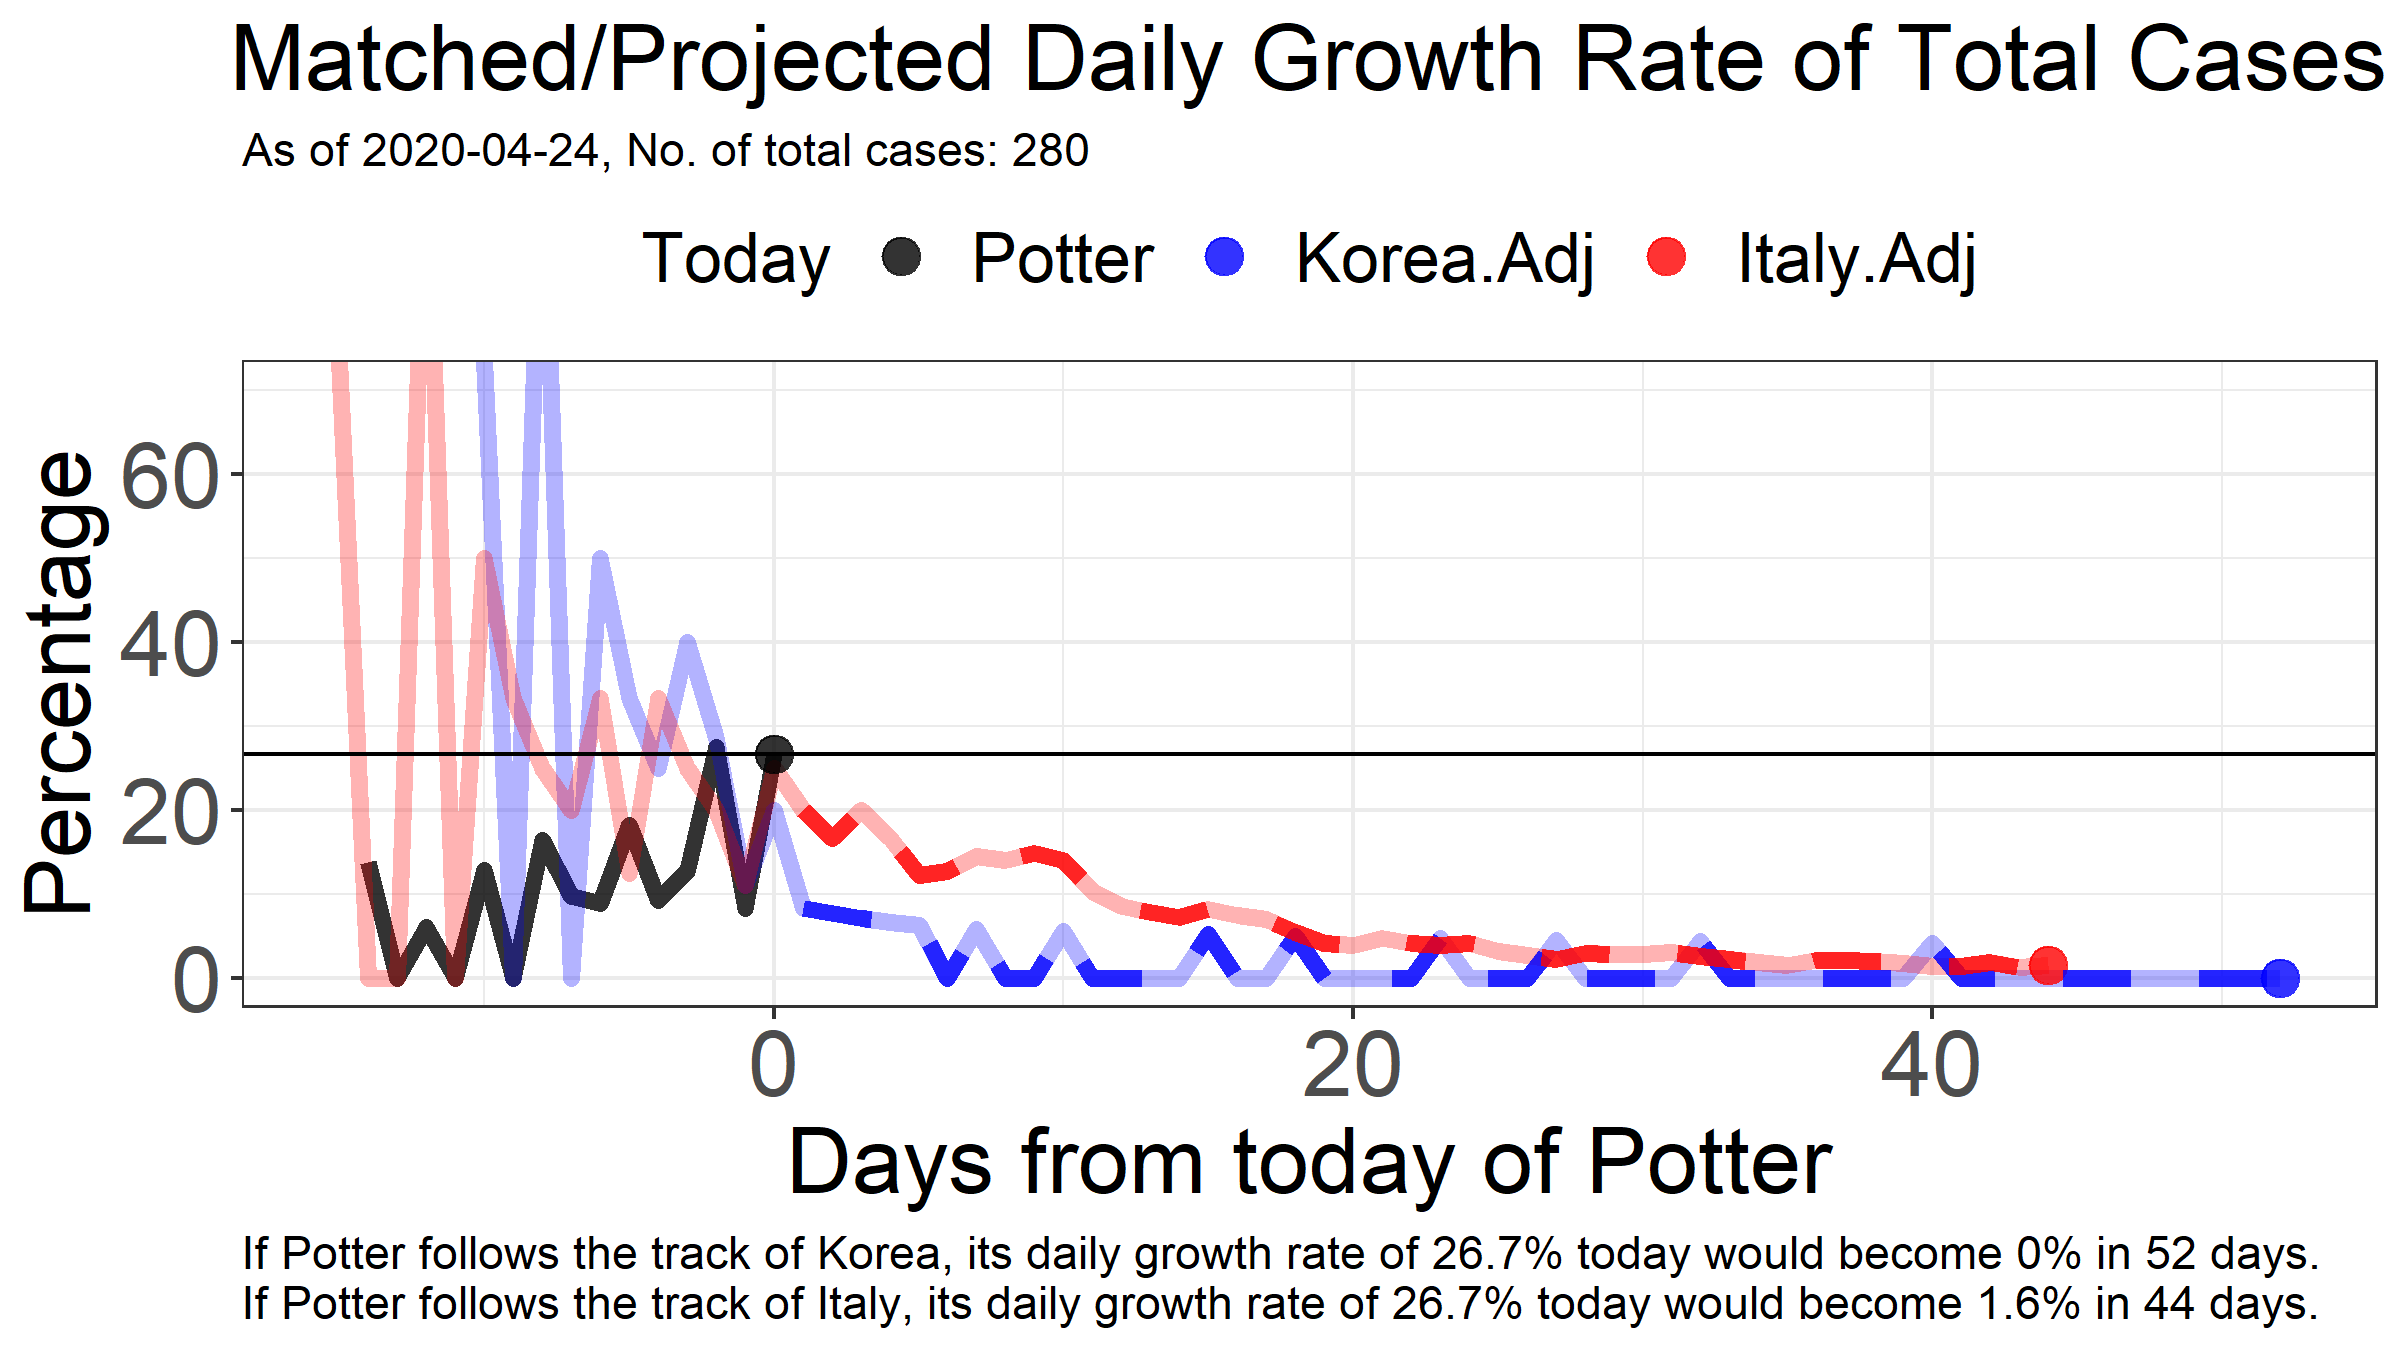 Matched/Projected Daily Growth Rate of Total Cases
As of 2020-04-24, No. of total cases: 280
Today Potter Korea.Adj Italy.Adj
Percentage
60
40
20
0
0 20 40
Days from today of Potter
If Potter follows the track of Korea, its daily growth rate of 26.7% today would become 0% in 52 days.
If Potter follows the track of Italy, its daily growth rate of 26.7% today would become 1.6% in 44 days.